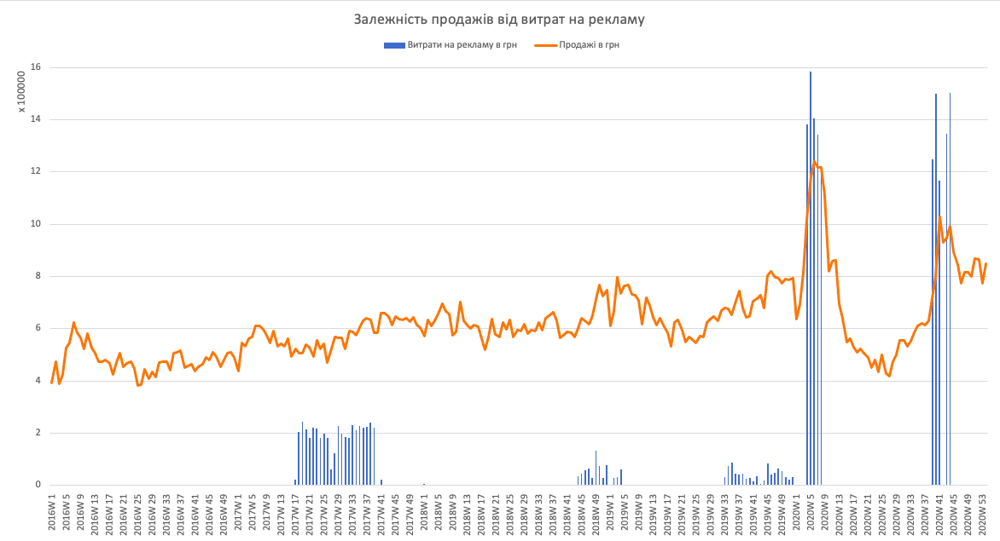 Залежність продажів від витрат на рекламу
Витрати на рекламу в грн Продажі в грн
x 100000
16
14
12
10
8
6
4
2
0
2016W 1
2016W 5
2016W 9
2016W 13
2016W 17
2016W 21
2016W 25
2016W 29
2016W 33
2016W 37
2016W 41
2016W 45
2016W 49
2017W 1
2017W 5
2017W 9
2017W 13
2017W 17
2017W 21
2017W 25
2017W 29
2017W 33
2017W 37
2017W 41
2017W 45
2017W 49
2018W 1
2018W 5
2018W 9
2018W 13
2018W 17
2018W 21
2018W 25
2018W 29
2018W 33
2018W 37
2018W 41
2018W 45
2018W 49
2019W 1
2019W 5
2019W 9
2019W 13
2019W 17
2019W 21
2019W 25
2019W 29
2019W 33
2019W 37
2019W 41
2019W 45
2019W 49
2020W 1
2020W 5
2020W 9
2020W 13
2020W 17
2020W 21
2020W 25
2020W 29
2020W 33
2020W 37
2020W 41
2020W 45
2020W 49
2020W 53